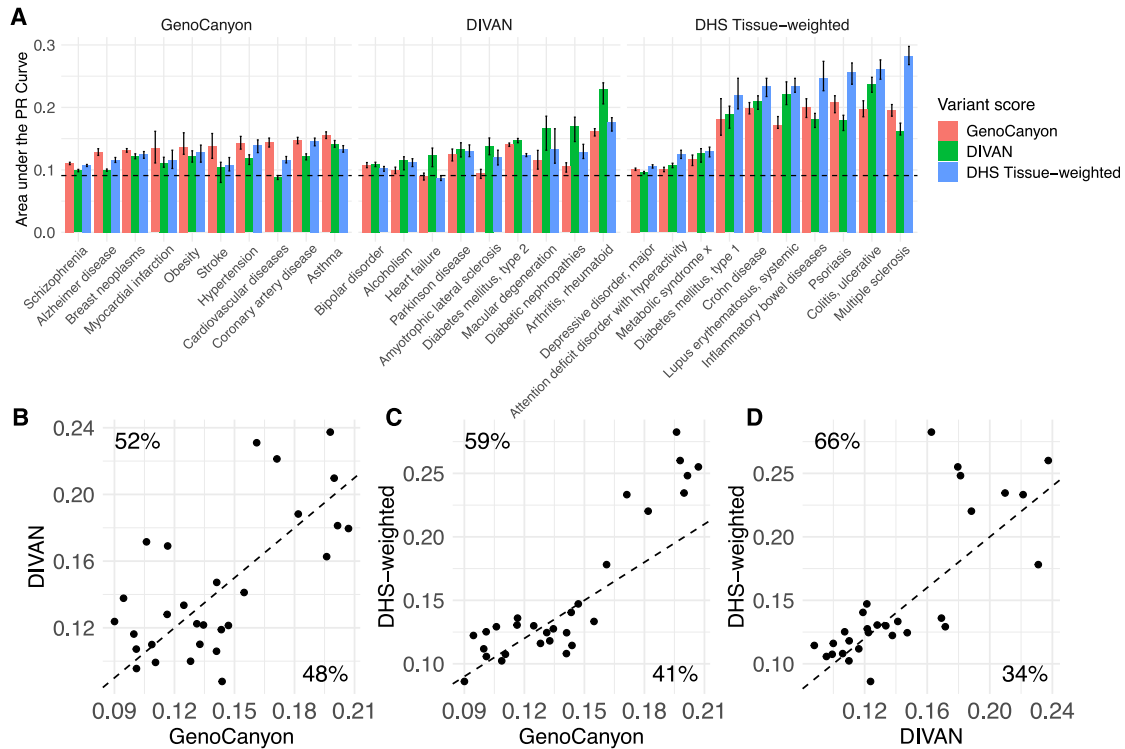 A
GenoCanyon
DIVAN
DHS Tissue-weighted
Area under the PR Curve
0.3
0.2
0.1
0.0
Schizophrenia
Alzheimer disease
Breast neoplasms
Myocardial infarction
Obesity
Stroke
Hypertension
Cardiovascular diseases
Coronary artery disease
Asthma
Bipolar disorder
Alcoholism
Heart failure
Parkinson disease
Amyotrophic lateral sclerosis
Diabetes mellitus, type 2
Macular degeneration
Diabetic nephropathies
Arthritis, rheumatoid
Depressive disorder, major
Attention deficit disorder with hyperactivity
Metabolic syndrome x
Diabetes mellitus, type 1
Crohn disease
Lupus erythematosus, systemic
Inflammatory bowel diseases
Psoriasis
Colitis, ulcerative
Multiple sclerosis
Variant score
GenoCanyon
DIVAN
DHS Tissue-weighted
B
52%
48%
DIVAN
0.24
0.20
0.16
0.12
0.09 0.12 0.15 0.18 0.21
GenoCanyon
C
59%
41%
DHS-weighted
0.25
0.20
0.15
0.10
0.09 0.12 0.15 0.18 0.21
GenoCanyon
D
66%
34%
DHS-weighted
0.25
0.20
0.15
0.10
0.12 0.16 0.20 0.24
DIVAN